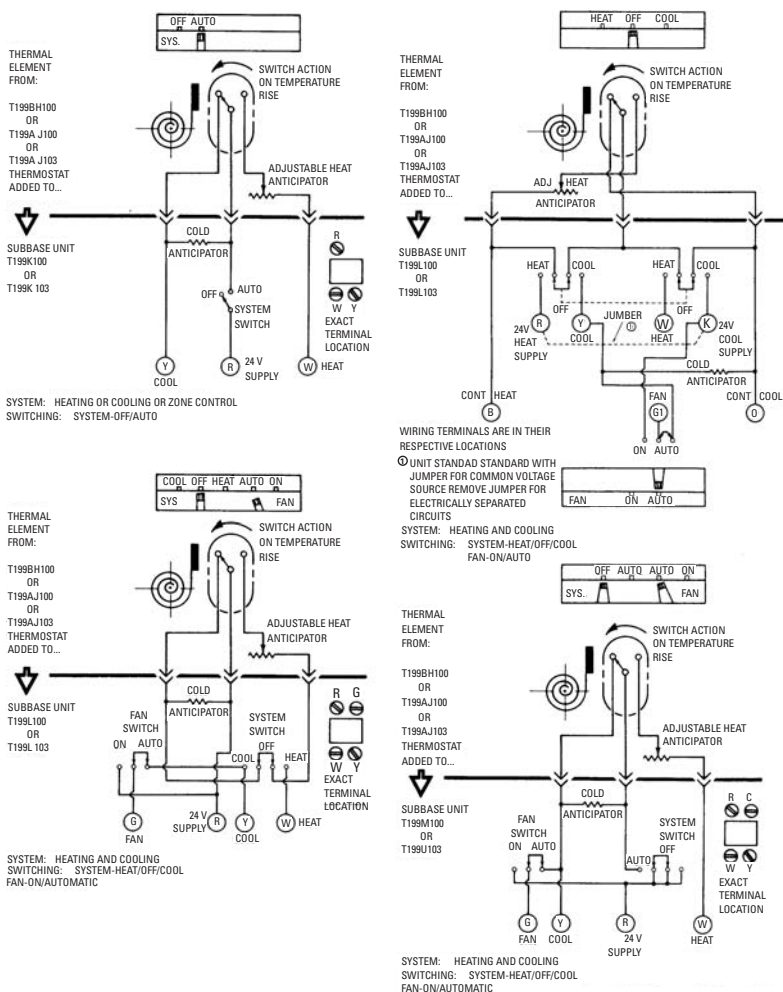 OFF AUTO
SYS.
THERMAL
ELEMENT
FROM:
T199BH100
OR
T199A J100
OR
T199A J103
THERMOSTAT
ADDED TO...
SWITCH ACTION
ON TEMPERATURE
RISE
ADJUSTABLE HEAT
ANTICIPATOR
SUBBASE UNIT
T199K100
OR
T199K 103
COLD
ANTICIPATOR
OFF
AUTO
SYSTEM
SWITCH
R
W Y
EXACT
TERMINAL
LOCATION
Y
COOL
R
24 V
SUPPLY
W
HEAT
SYSTEM: HEATING OR COOLING OR ZONE CONTROL
SWITCHING: SYSTEM-OFF/AUTO
HEAT OFF COOL
THERMAL
ELEMENT
FROM:
T199BH100
OR
T199AJ100
OR
T199AJ103
THERMOSTAT
ADDED TO...
SWITCH ACTION
ON TEMPERATURE
RISE
ADJ HEAT
ANTICIPATOR
SUBBASE UNIT
T199L100
OR
T199L103
HEAT COOL
OFF
HEAT COOL
OFF
R
24V
HEAT
SUPPLY
Y
COOL
JUMBER ①
W
HEAT
K
24V
COOL
SUPPLY
COLD
ANTICIPATOR
CONT HEAT
B
FAN
G1
ON AUTO
CONT COOL
O
WIRING TERMINALS ARE IN THEIR
RESPECTIVE LOCATIONS
① UNIT STANDAD STANDARD WITH
JUMPER FOR COMMON VOLTAGE
SOURCE REMOVE JUMPER FOR
ELECTRICALLY SEPARATED
CIRCUITS
FAN ON AUTO
SYSTEM: HEATING AND COOLING
SWITCHING: SYSTEM-HEAT/OFF/COOL
FAN-ON/AUTO
COOL OFF HEAT AUTO ON
SYS FAN
THERMAL
ELEMENT
FROM:
T199BH100
OR
T199AJ100
OR
T199AJ103
THERMOSTAT
ADDED TO...
SWITCH ACTION
ON TEMPERATURE
RISE
ADJUSTABLE HEAT
ANTICIPATOR
SUBBASE UNIT
T199L100
OR
T199L 103
COLD
ANTICIPATOR
FAN
SWITCH
ON AUTO
SYSTEM
SWITCH
OFF
COOL HEAT
R G
W Y
EXACT
TERMINAL
LOCATION
G
FAN
24 V
SUPPLY
R
Y
COOL
W
HEAT
SYSTEM: HEATING AND COOLING
SWITCHING: SYSTEM-HEAT/OFF/COOL
FAN-ON/AUTOMATIC
OFF AUTO AUTO ON
SYS. FAN
THERMAL
ELEMENT
FROM:
T199BH100
OR
T199AJ100
OR
T199AJ103
THERMOSTAT
ADDED TO...
SWITCH ACTION
ON TEMPERATURE
RISE
ADJUSTABLE HEAT
ANTICIPATOR
SUBBASE UNIT
T199M100
OR
T199U103
COLD
ANTICIPATOR
FAN
SWITCH
ON AUTO
SYSTEM
SWITCH
OFF
AUTO
R C
W Y
EXACT
TERMINAL
LOCATION
G
FAN
Y
COOL
R
24 V
SUPPLY
W
HEAT
SYSTEM: HEATING AND COOLING
SWITCHING: SYSTEM-HEAT/OFF/COOL
FAN-ON/AUTOMATIC